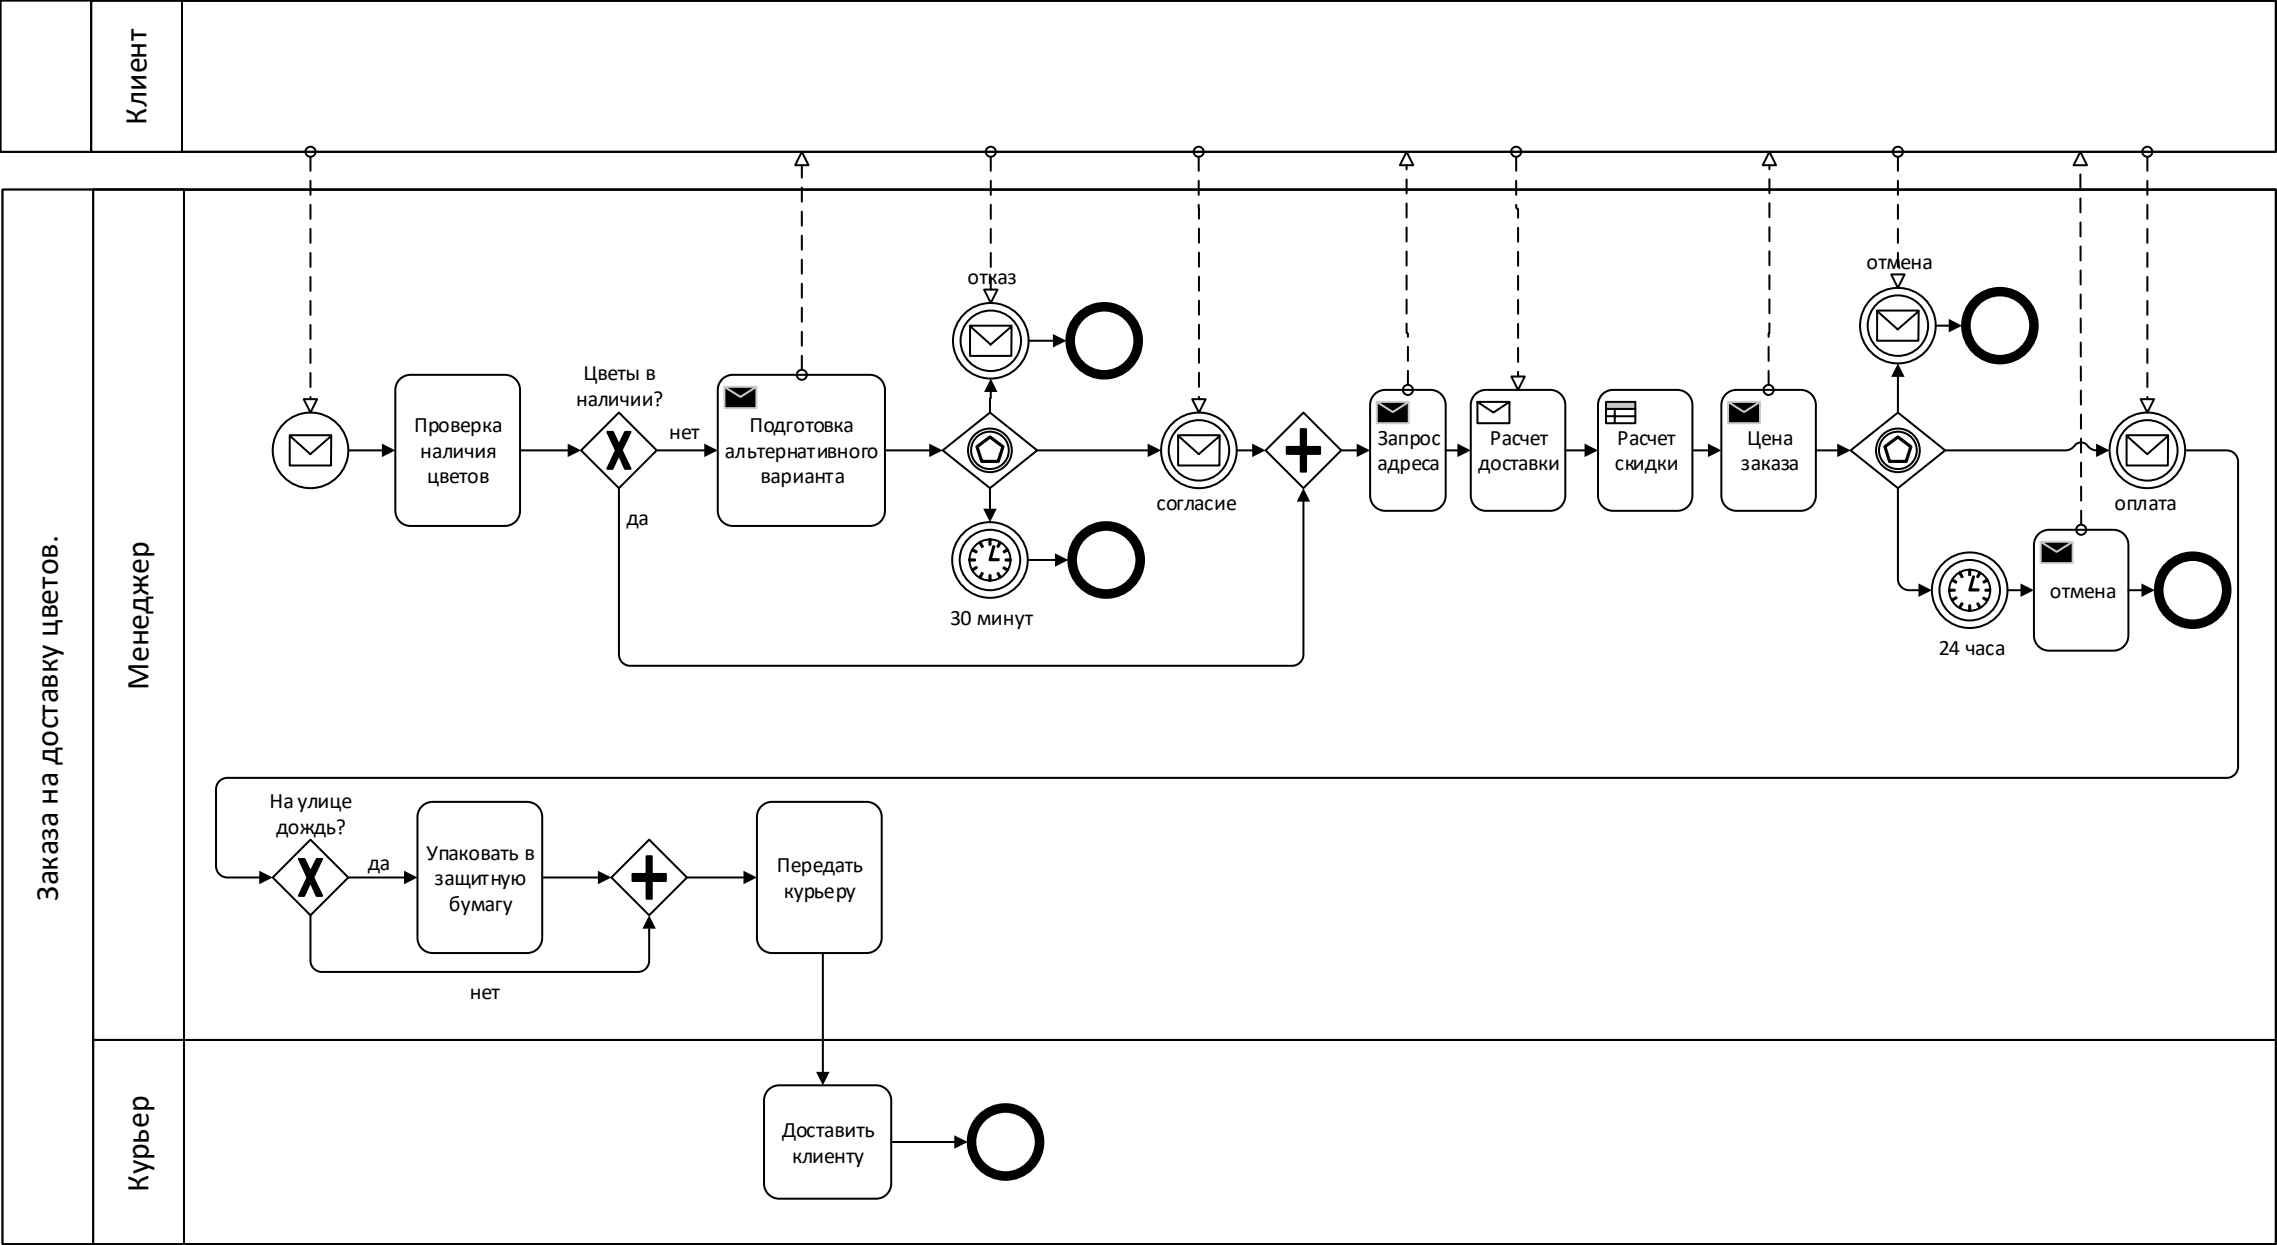 Клиент
Заказа на доставку цветов.
Менеджер
отказ
отмена
Цветы в
наличии?
Проверка
наличия
цветов
нет
да
Подготовка
альтернативного
варианта
согласие
Запрос
адреса
Расчет
доставки
Расчет
скидки
Цена
заказа
оплата
30 минут
отмена
24 часа
На улице
дождь?
да
Упаковать в
защитную
бумагу
Передать
курьеру
нет
Курьер
Доставить
клиенту